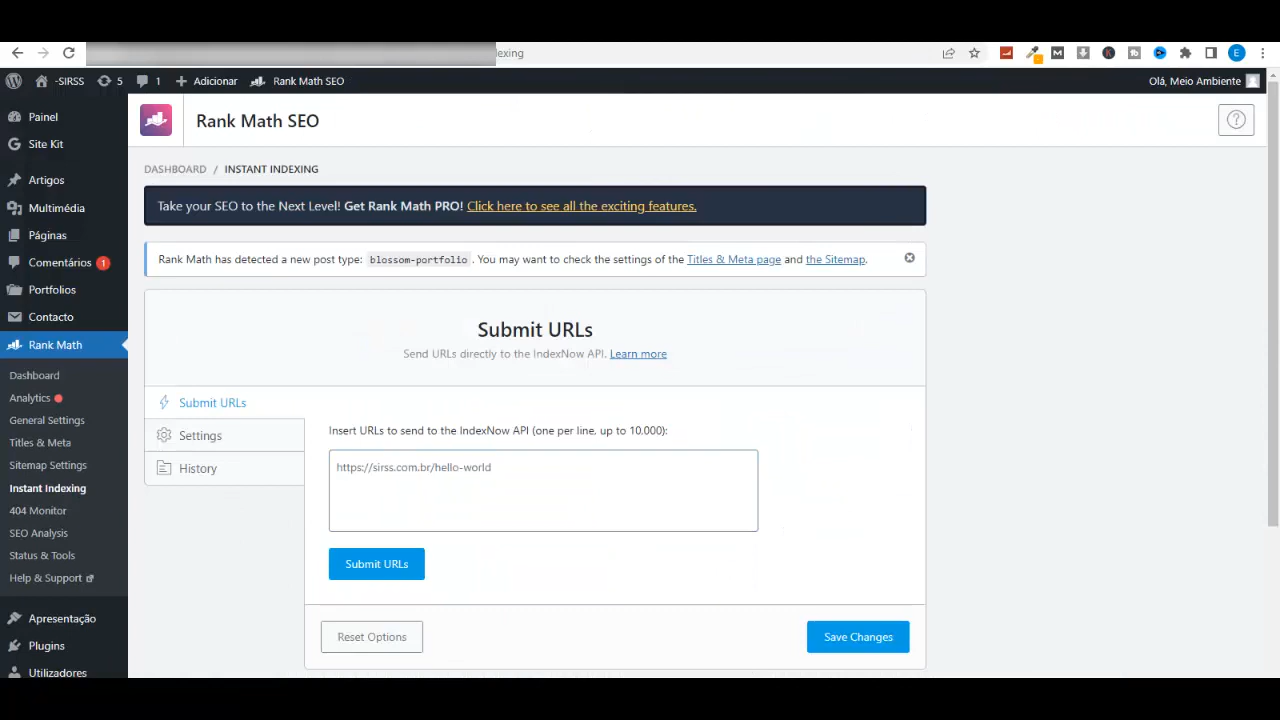 exing
E
-SIRSS 5 1 Adicionar Rank Math SEO Olá, Meio Ambiente
Painel
Site Kit
Artigos
Multimédia
Páginas
Comentários 1
Portfolios
Contacto
Rank Math
Dashboard
Analytics
General Settings
Titles & Meta
Sitemap Settings
Instant Indexing
404 Monitor
SEO Analysis
Status & Tools
Help & Support
Apresentação
Plugins
Utilizadores
Rank Math SEO
DASHBOARD / INSTANT INDEXING
Take your SEO to the Next Level! Get Rank Math PRO! Click here to see all the exciting features.
Rank Math has detected a new post type: blossom-portfolio. You may want to check the settings of the Titles & Meta page and the Sitemap.
Submit URLs
Send URLs directly to the IndexNow API. Learn more
Submit URLs
Settings
History
Insert URLs to send to the IndexNow API (one per line, up to 10,000):
https://sirss.com.br/hello-world
Submit URLs
Reset Options
Save Changes